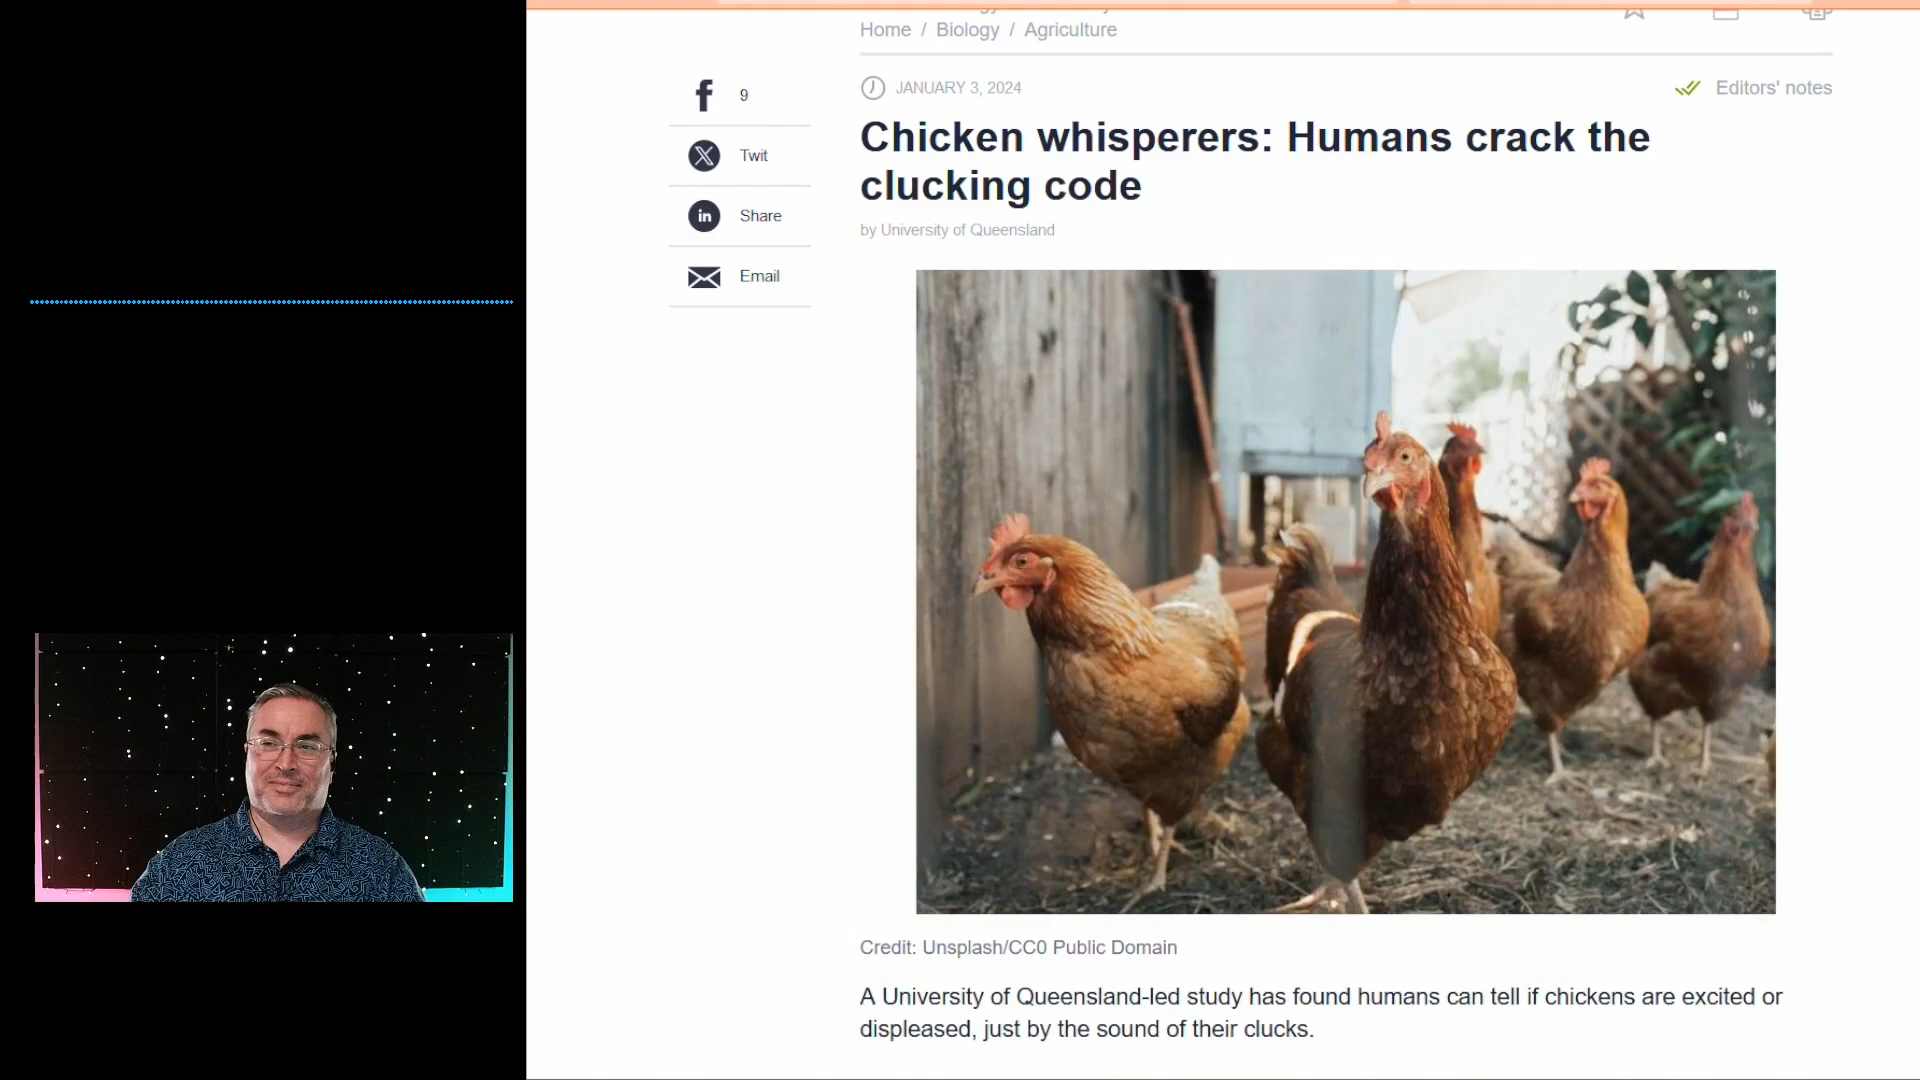 Home / Biology / Agriculture
9
JANUARY 3, 2024
Editors' notes
Twit
Chicken whisperers: Humans crack the
clucking code
Share
by University of Queensland
Email
Credit: Unsplash/CC0 Public Domain
A University of Queensland-led study has found humans can tell if chickens are excited or
displeased, just by the sound of their clucks.